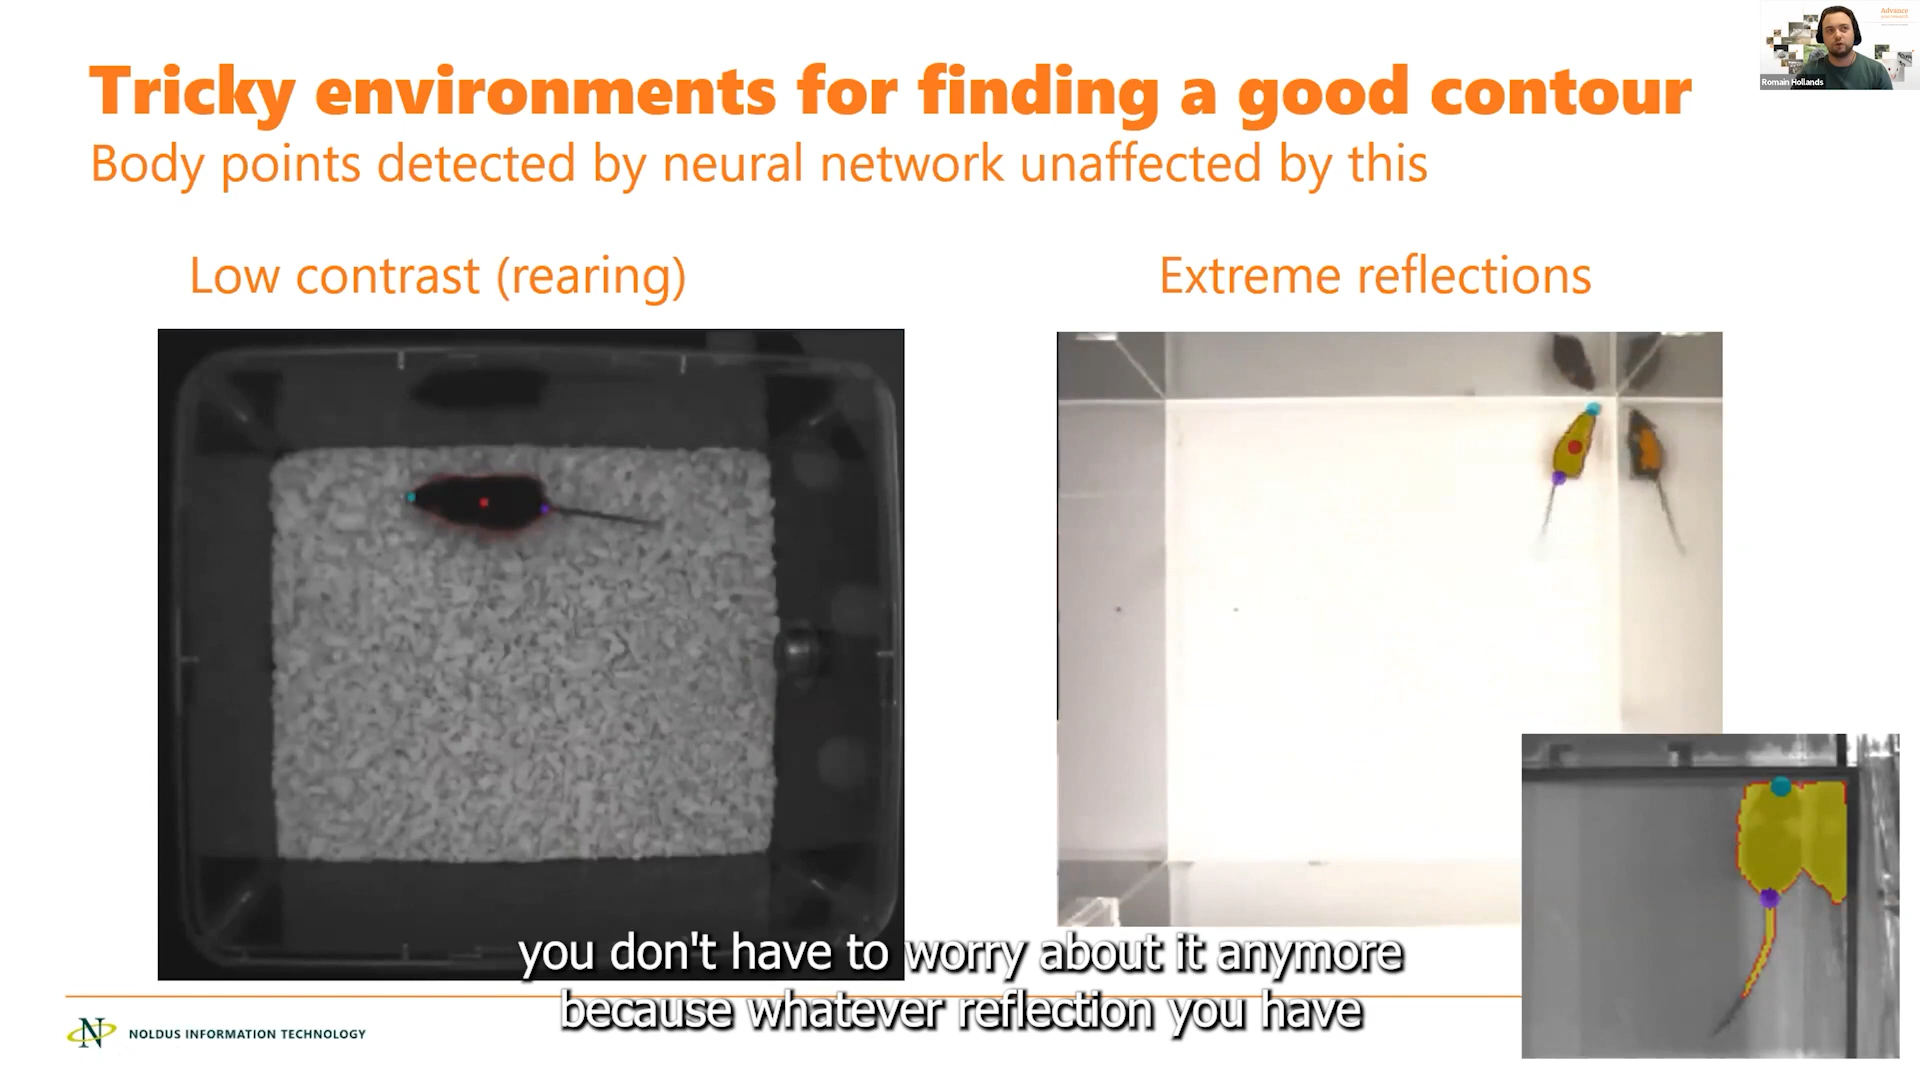 Tricky environments for finding a good contour
Body points detected by neural network unaffected by this
Low contrast (rearing)
Extreme reflections
you don't have to worry about it anymore
because whatever reflection you have
NOLDUS INFORMATION TECHNOLOGY
Romain Hollands
Advance